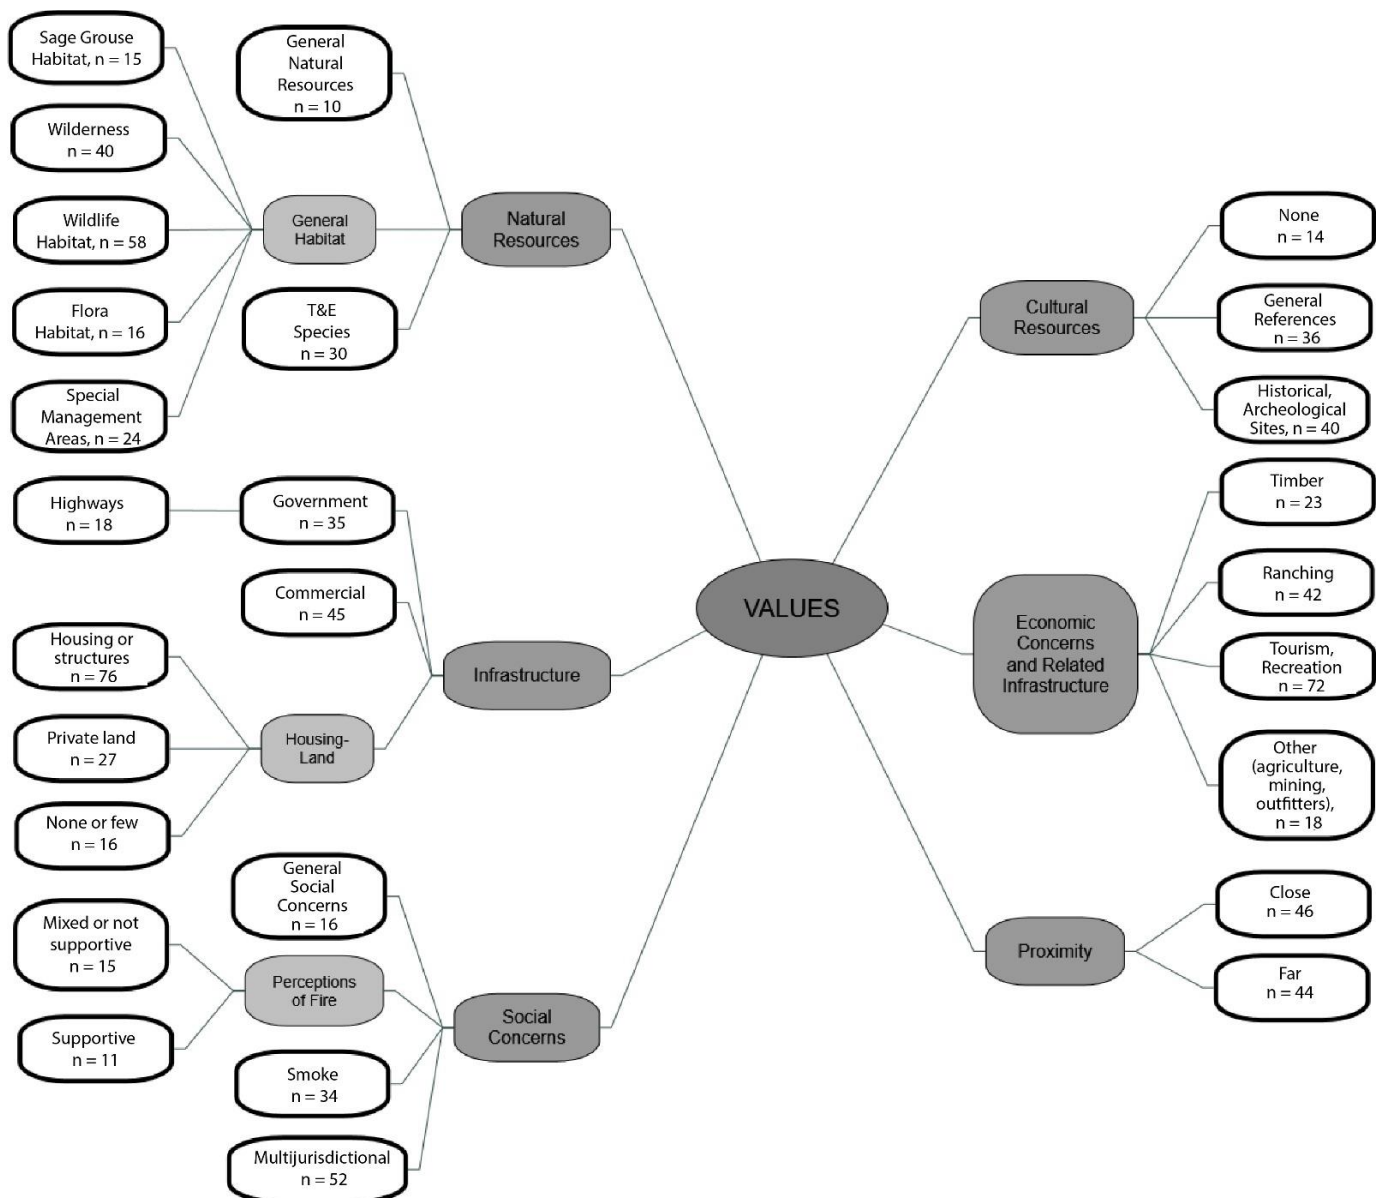 Sage Grouse
Habitat, n = 15
Wilderness
n = 40
Wildlife
Habitat, n = 58
Flora
Habitat, n = 16
Special
Management
Areas, n = 24
General
Natural
Resources
n = 10
General
Habitat
T&E
Species
n = 30
Natural
Resources
Highways
n = 18
Government
n = 35
Commercial
n = 45
Housing or
structures
n = 76
Private land
n = 27
None or few
n = 16
Housing-
Land
Infrastructure
General
Social
Concerns
n = 16
Mixed or not
supportive
n = 15
Supportive
n = 11
Perceptions
of Fire
Smoke
n = 34
Multijurisdictional
n = 52
Social
Concerns
VALUES
Cultural
Resources
None
n = 14
General
References
n = 36
Historical,
Archeological
Sites, n = 40
Economic
Concerns
and Related
Infrastructure
Timber
n = 23
Ranching
n = 42
Tourism,
Recreation
n = 72
Other
(agriculture,
mining,
outfitters),
n = 18
Proximity
Close
n = 46
Far
n = 44